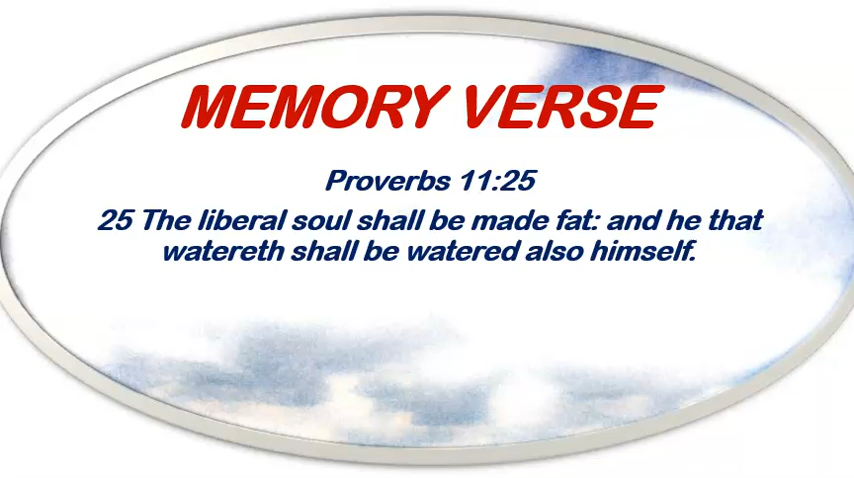 MEMORY VERSE
Proverbs 11:25
25 The liberal soul shall be made fat: and he that
watereth shall be watered also himself.